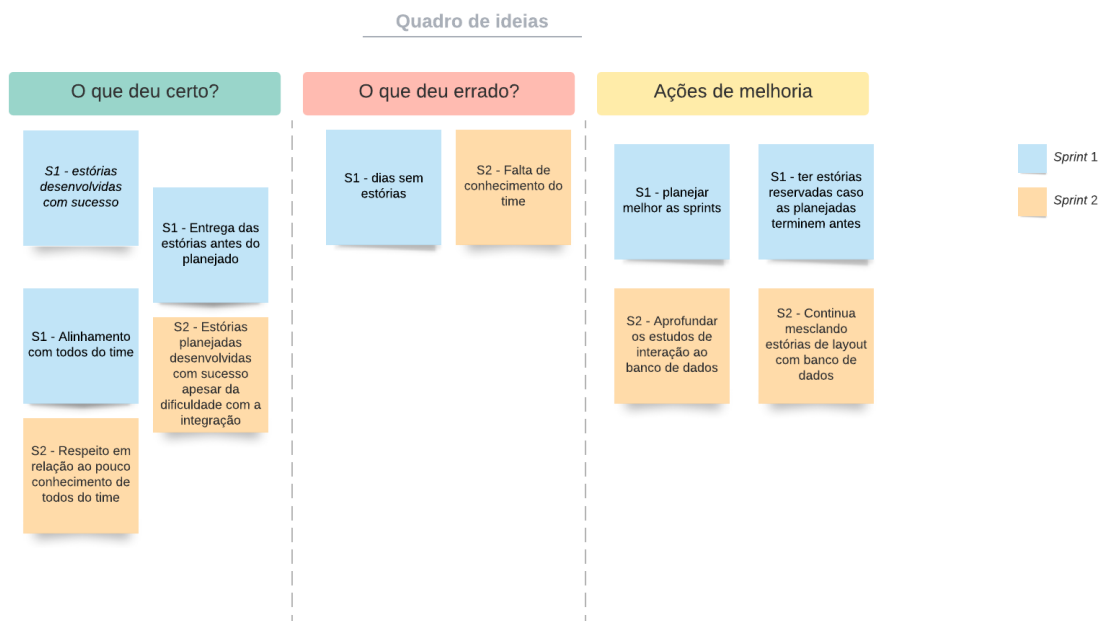 Quadro de ideias
O que deu certo?
S1 - estórias
desenvolvidas
com sucesso
S1 - Entrega das
estórias antes do
planejado
S1 - Alinhamento
com todos do time
S2 - Estórias
planejadas
desenvolvidas
com sucesso
apesar da
dificuldade com a
integração
S2 - Respeito em
relação ao pouco
conhecimento de
todos do time
O que deu errado?
S1 - dias sem
estórias
S2 - Falta de
conhecimento do
time
Ações de melhoria
S1 - planejar
melhor as sprints
S1 - ter estórias
reservadas caso
as planejadas
terminem antes
S2 - Aprofundar
os estudos de
interação ao
banco de dados
S2 - Continua
mesclando
estórias de layout
com banco de
dados
Sprint 1
Sprint 2